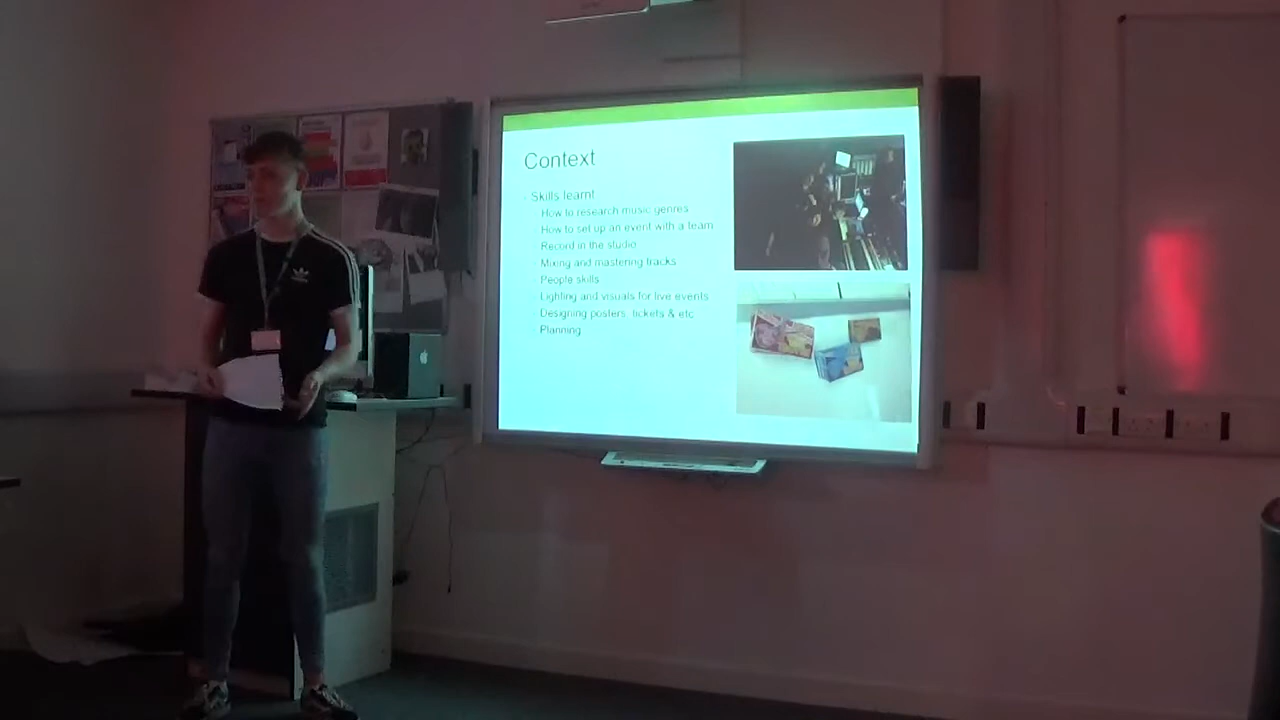 Context
Skills learnt
How to research music genres
How to set up an event with a team
Record in the studio
Mixing and mastering tracks
People skills
Lighting and visuals for live events
Designing posters, tickets & etc
Planning